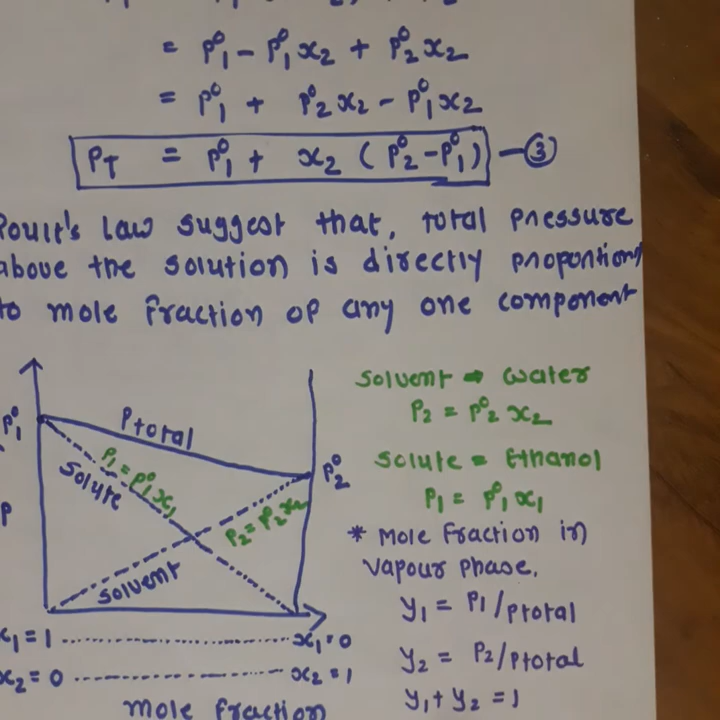 = P°₁ - P°₁x₂ + P°₂x₂
= P°₁ + P°₂x₂ - P°₁x₂
P_T = P°₁ + x₂ (P°₂ - P°₁) — ③
Roult's Law suggest that, total pressure
above the solution is directly proportion
to mole fraction of any one component
P°₁
Ptotal
P₁ = P°₁x₁
Solute
P°₂
P₂ = P°₂x₂
P
Solvent
x₁ = 1 ............ x₁ = 0
x₂ = 0 ............ x₂ = 1
mole fraction
Solvent → Water
P₂ = P°₂ x₂
Solute = Ethanol
P₁ = P°₁ x₁
* Mole fraction in
vapour phase.
y₁ = P₁/Ptotal
y₂ = P₂/Ptotal
y₁ + y₂ = 1